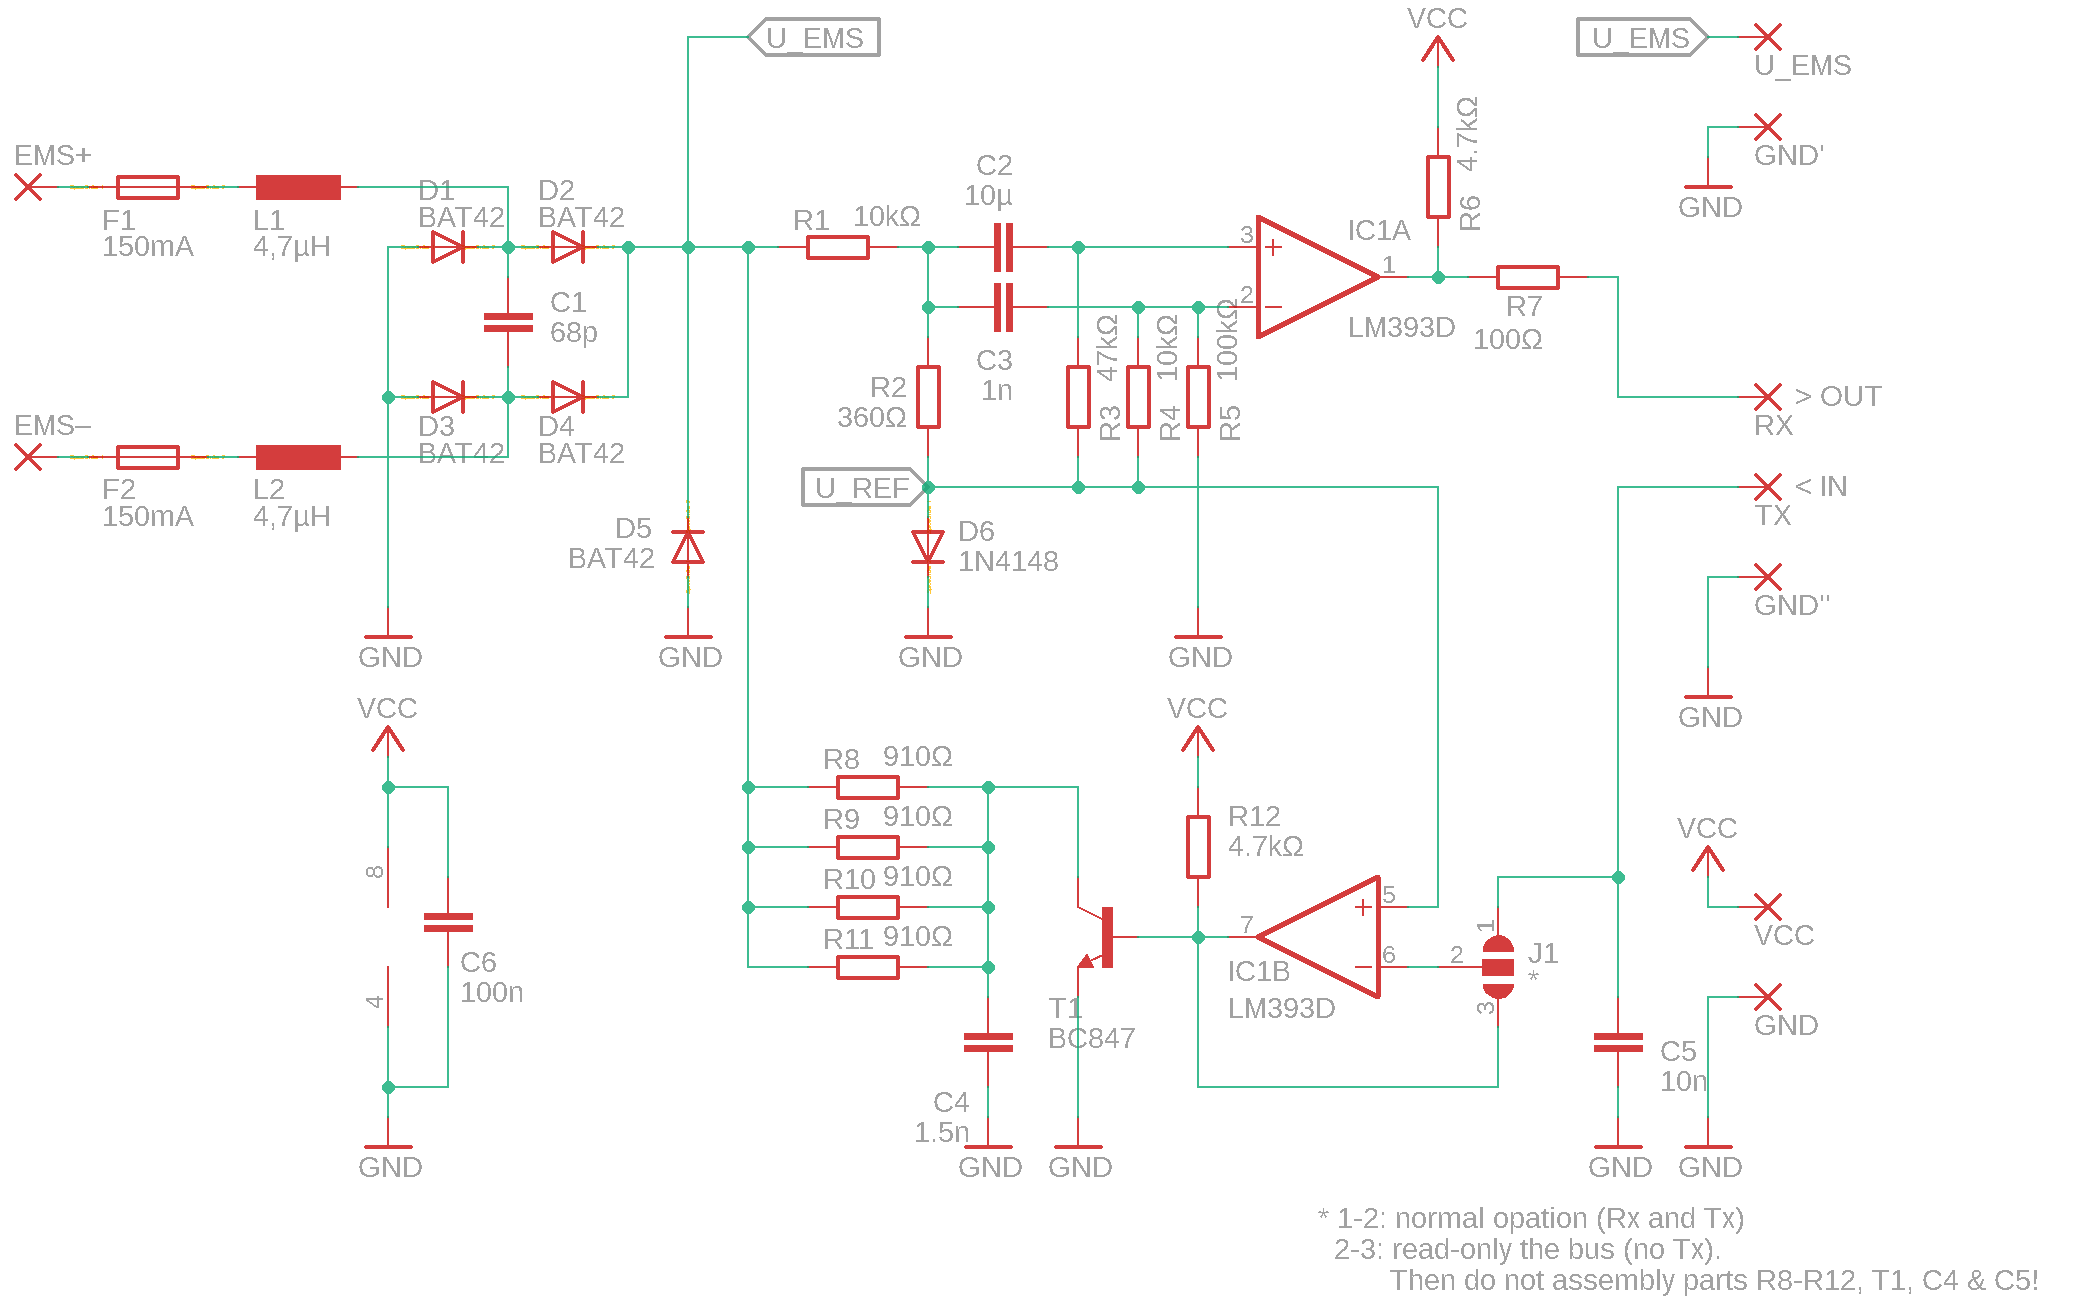 VCC
U_EMS
U_EMS
U_EMS
GND'
GND
EMS+
F1
150mA
L1
4,7µH
D1
BAT42
D2
BAT42
C1
68p
EMS–
F2
150mA
L2
4,7µH
D3
BAT42
D4
BAT42
R1
10kΩ
C2
10µ
C3
1n
R2
360Ω
47kΩ
R3
10kΩ
R4
100kΩ
R5
3
+
2
–
1
IC1A
LM393D
4.7kΩ
R6
R7
100Ω
> OUT
RX
< IN
TX
GND"
GND
U_REF
D5
BAT42
D6
1N4148
GND
GND
GND
GND
VCC
8
4
C6
100n
GND
R8
910Ω
R9
910Ω
R10
910Ω
R11
910Ω
C4
1.5n
GND
T1
BC847
GND
VCC
R12
4.7kΩ
7
+
5
–
6
IC1B
LM393D
1
2
3
J1
*
C5
10n
GND
VCC
VCC
GND
GND
* 1-2: normal opation (Rx and Tx)
2-3: read-only the bus (no Tx).
Then do not assembly parts R8-R12, T1, C4 & C5!